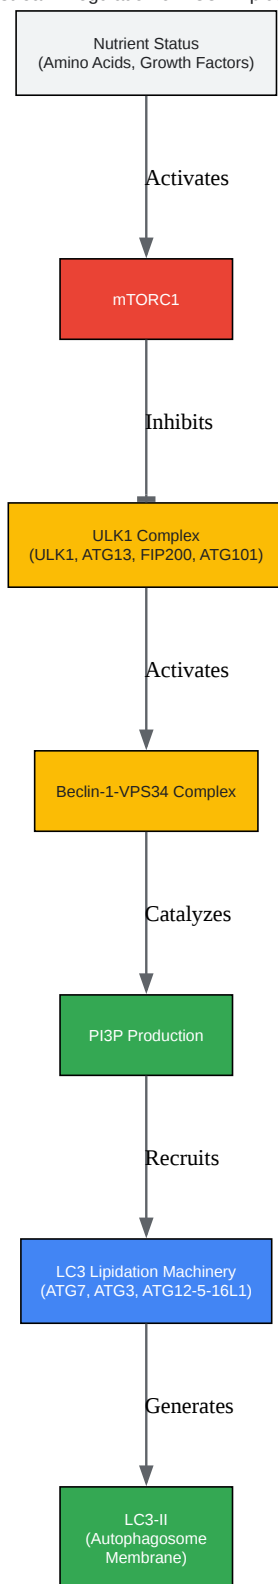 Nutrient Status
(Amino Acids, Growth Factors)
Activates
mTORC1
Inhibits
ULK1 Complex
(ULK1, ATG13, FIP200, ATG101)
Activates
Beclin-1-VPS34 Complex
Catalyzes
PI3P Production
Recruits
LC3 Lipidation Machinery
(ATG7, ATG3, ATG12-5-16L1)
Generates
LC3-II
(Autophagosome
Membrane)